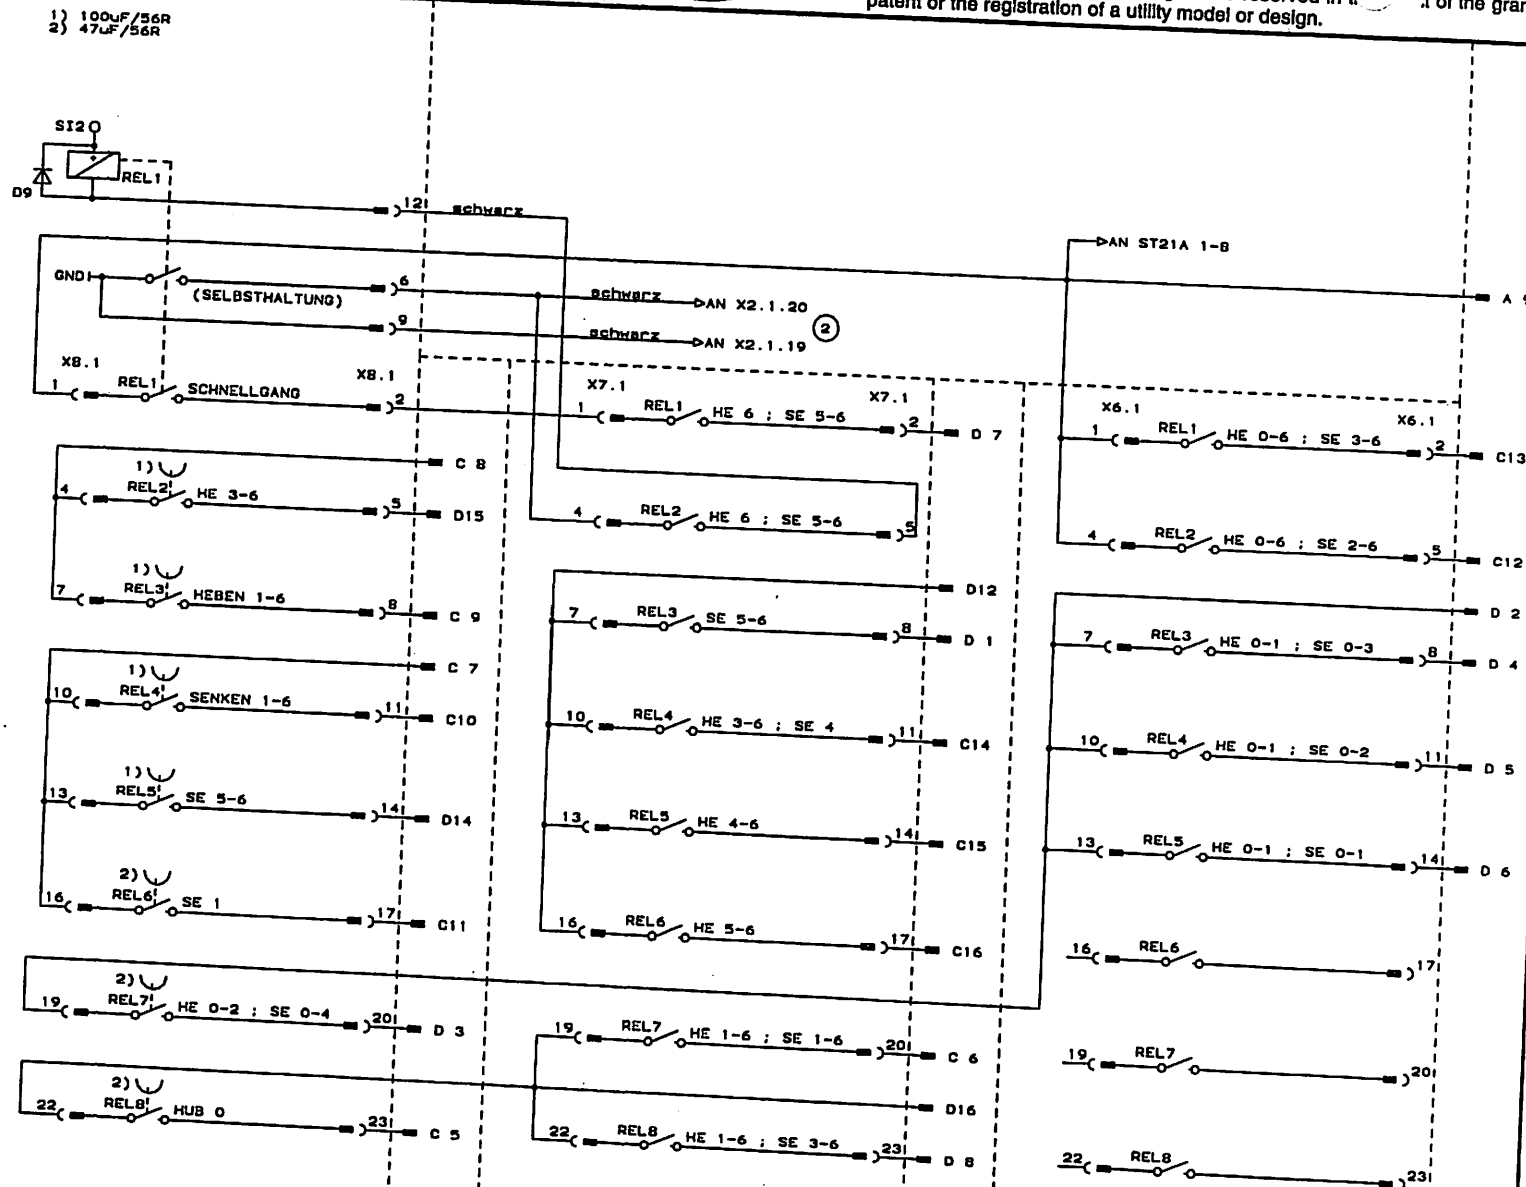 patent or the registration of a utility model or design.
1) 100uF/56R
2) 47uF/56R
SI2
REL1
D9
12 schwarz
AN ST21A 1-8
GND
(SELBSTHALTUNG)
6 schwarz AN X2.1.20
9 schwarz AN X2.1.19
2
A
X8.1 X8.1
1 REL1 SCHNELLGANG 2
C 8
1)
4 REL2 HE 3-6 5 D15
1)
7 REL3 HEBEN 1-6 8 C 9
C 7
1)
10 REL4 SENKEN 1-6 11 C10
1)
13 REL5 SE 5-6 14 D14
2)
16 REL6 SE 1 17 C11
2)
19 REL7 HE 0-2 ; SE 0-4 20 D 3
2)
22 REL8 HUB 0 23 C 5
X7.1 X7.1
1 REL1 HE 6 ; SE 5-6 2 D 7
4 REL2 HE 6 ; SE 5-6 5
D12
7 REL3 SE 5-6 8 D 1
10 REL4 HE 3-6 ; SE 4 11 C14
13 REL5 HE 4-6 14 C15
16 REL6 HE 5-6 17 C16
19 REL7 HE 1-6 ; SE 1-6 20 C 6
D16
22 REL8 HE 1-6 ; SE 3-6 23 D 8
X6.1 X6.1
1 REL1 HE 0-6 ; SE 3-6 2 C13
4 REL2 HE 0-6 ; SE 2-6 5 C12
D 2
7 REL3 HE 0-1 ; SE 0-3 8 D 4
10 REL4 HE 0-1 ; SE 0-2 11 D 5
13 REL5 HE 0-1 ; SE 0-1 14 D 6
16 REL6 17
19 REL7 20
22 REL8 23